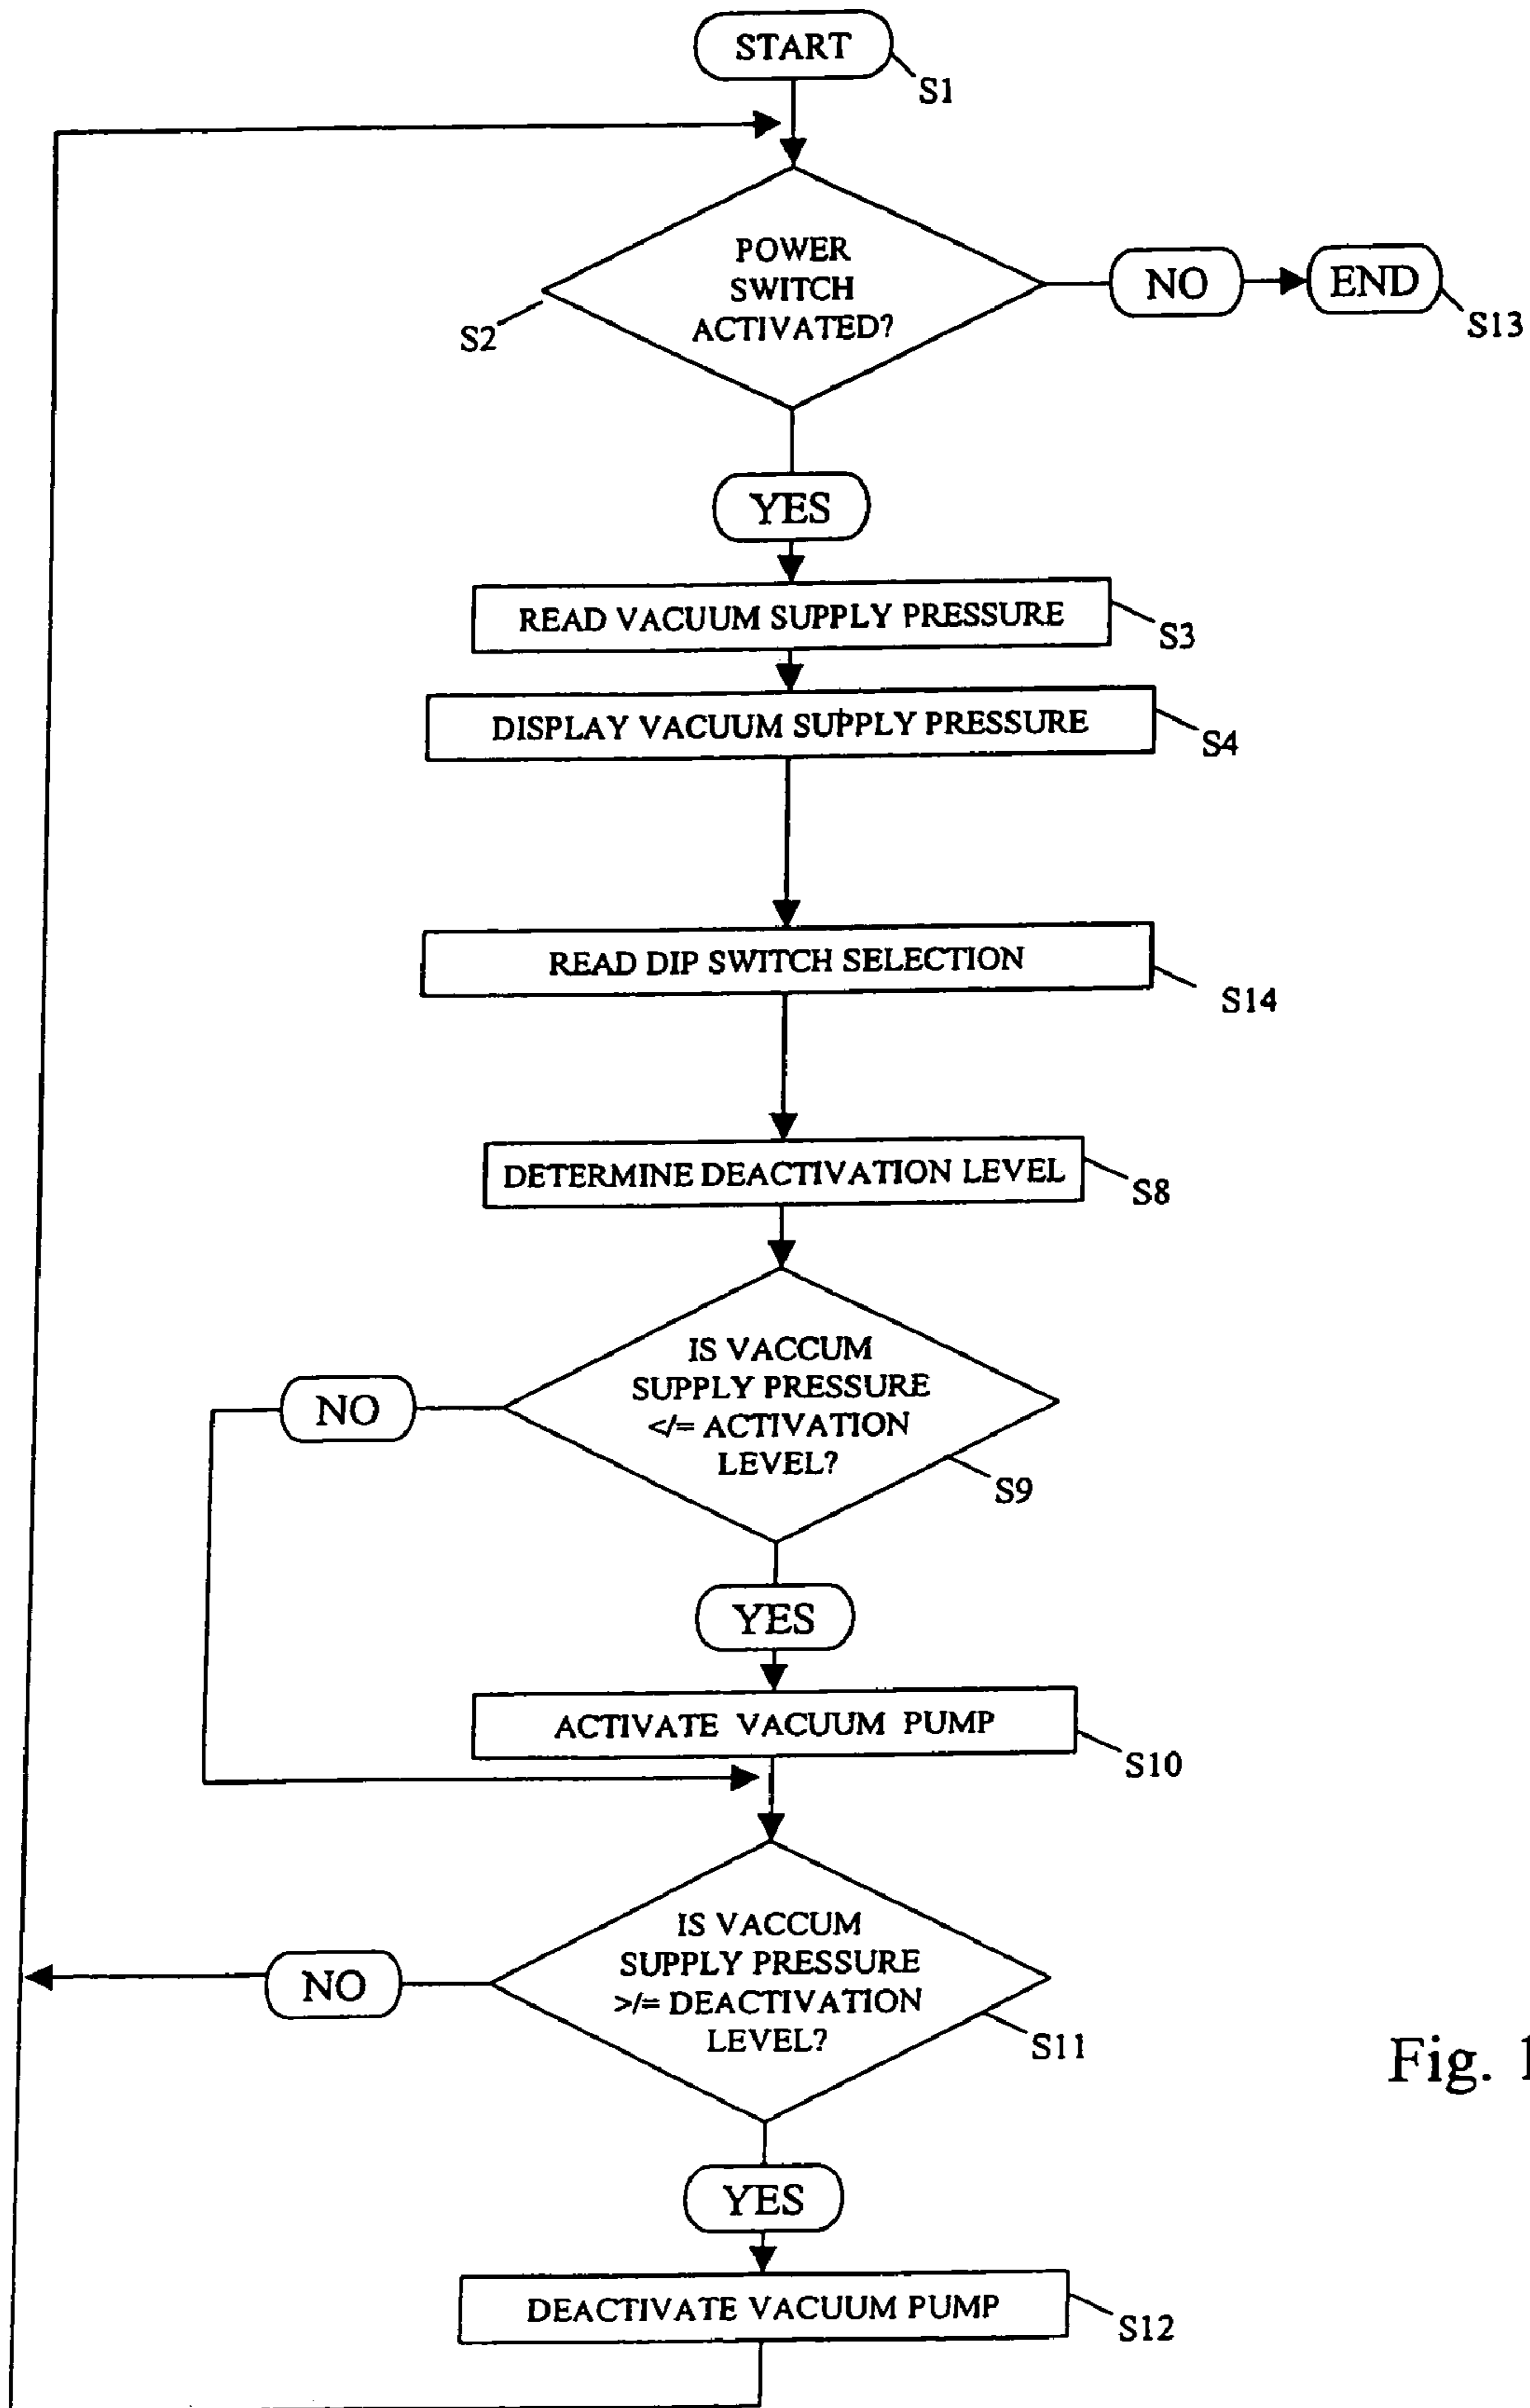 START
S1
POWER
SWITCH
ACTIVATED?
S2
NO
END
S13
YES
READ VACUUM SUPPLY PRESSURE
S3
DISPLAY VACUUM SUPPLY PRESSURE
S4
READ DIP SWITCH SELECTION
S14
DETERMINE DEACTIVATION LEVEL
S8
IS VACCUM
SUPPLY PRESSURE
</= ACTIVATION
LEVEL?
NO
S9
YES
ACTIVATE VACUUM PUMP
S10
IS VACCUM
SUPPLY PRESSURE
>/= DEACTIVATION
LEVEL?
NO
S11
Fig. 1
YES
DEACTIVATE VACUUM PUMP
S12